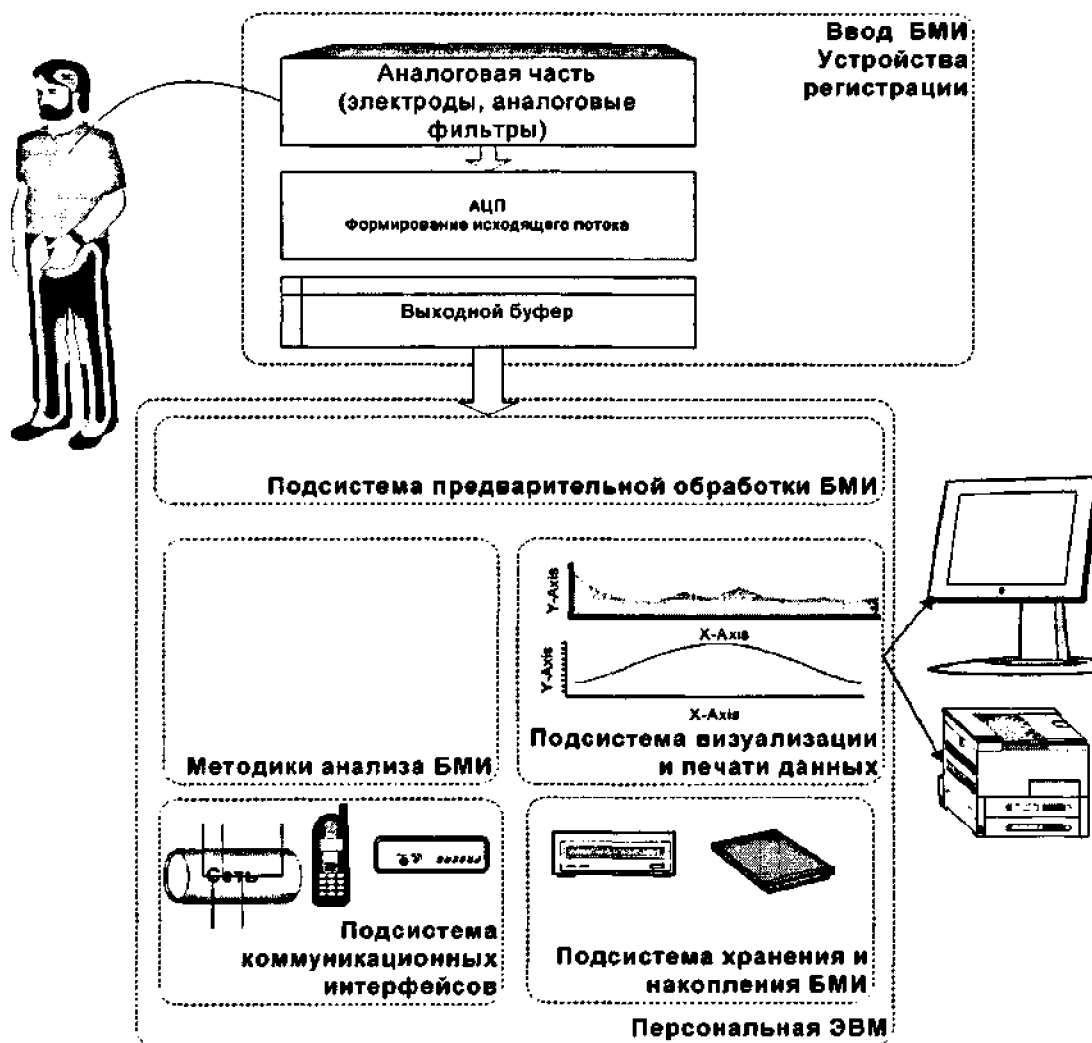 Ввод БМИ
Устройства
регистрации
Аналоговая часть
(электроды, аналоговые
фильтры)
АЦП
Формирование исходящего потока
Выходной буфер
Подсистема предварительной обработки БМИ
Методики анализа БМИ
Y-Axis
X-Axis
Y-Axis
X-Axis
Подсистема визуализации
и печати данных
Сеть
Подсистема
коммуникационных
интерфейсов
Подсистема хранения и
накопления БМИ
Персональная ЭВМ